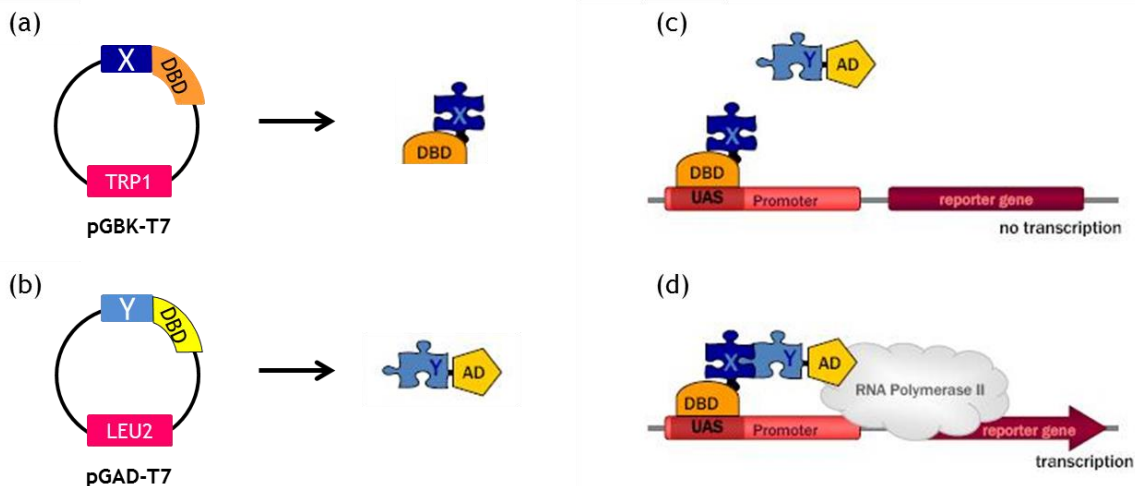 (a)
X
DBD
TRP1
pGBK-T7
X
DBD
(b)
Y
DBD
LEU2
pGAD-T7
Y
AD
(c)
Y
AD
X
DBD
UAS
Promoter
reporter gene
no transcription
(d)
X
Y
AD
RNA Polymerase II
DBD
UAS
Promoter
reporter gene
transcription